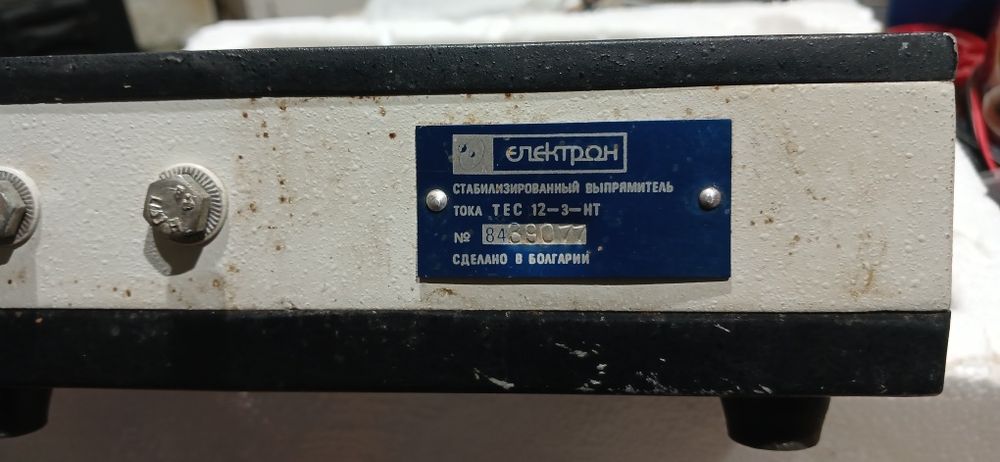 ЕЛЕКТРОН
СТАБИЛИЗИРОВАННЫЙ ВЫПРЯМИТЕЛЬ
ТОКА ТЕС 12-3-НТ
№ 8489077
СДЕЛАНО В БОЛГАРИИ